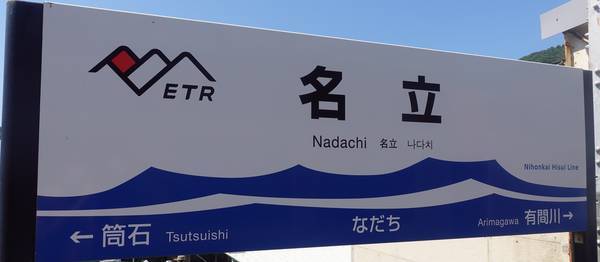 ETR
名立
Nadachi 名立 나다치
Nihonkai Hisui Line
← 筒石 Tsutsuishi
なだち
Arimagawa 有間川 →